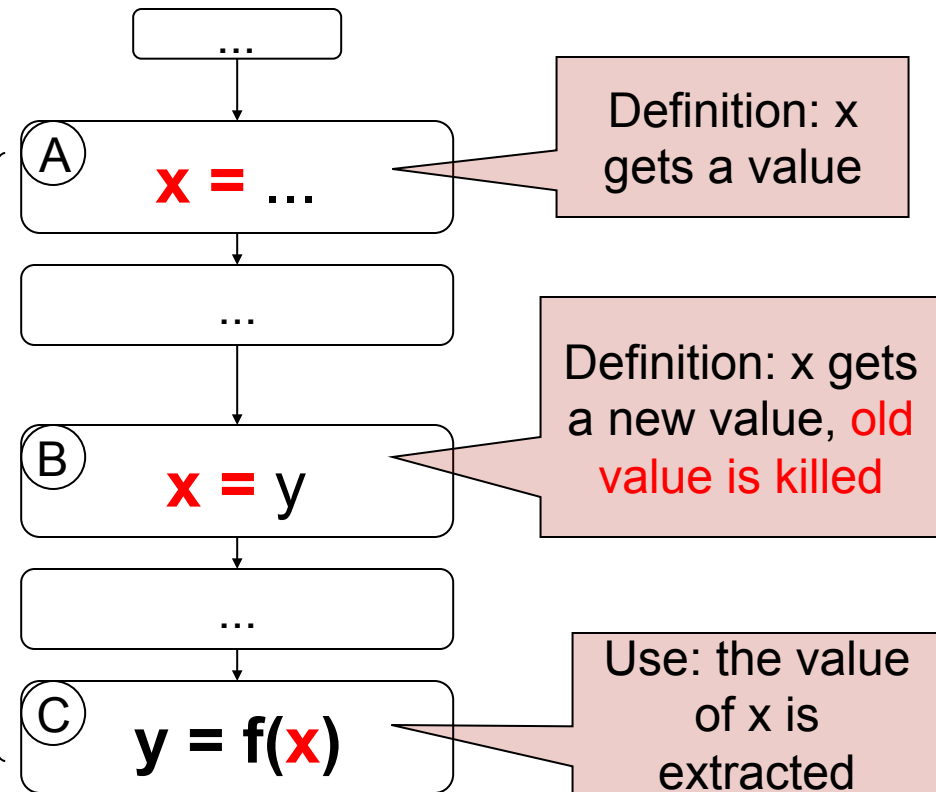 ...
A
x = ...
Definition: x
gets a value
...
B
x = y
Definition: x gets
a new value, old
value is killed
...
C
y = f(x)
Use: the value
of x is
extracted